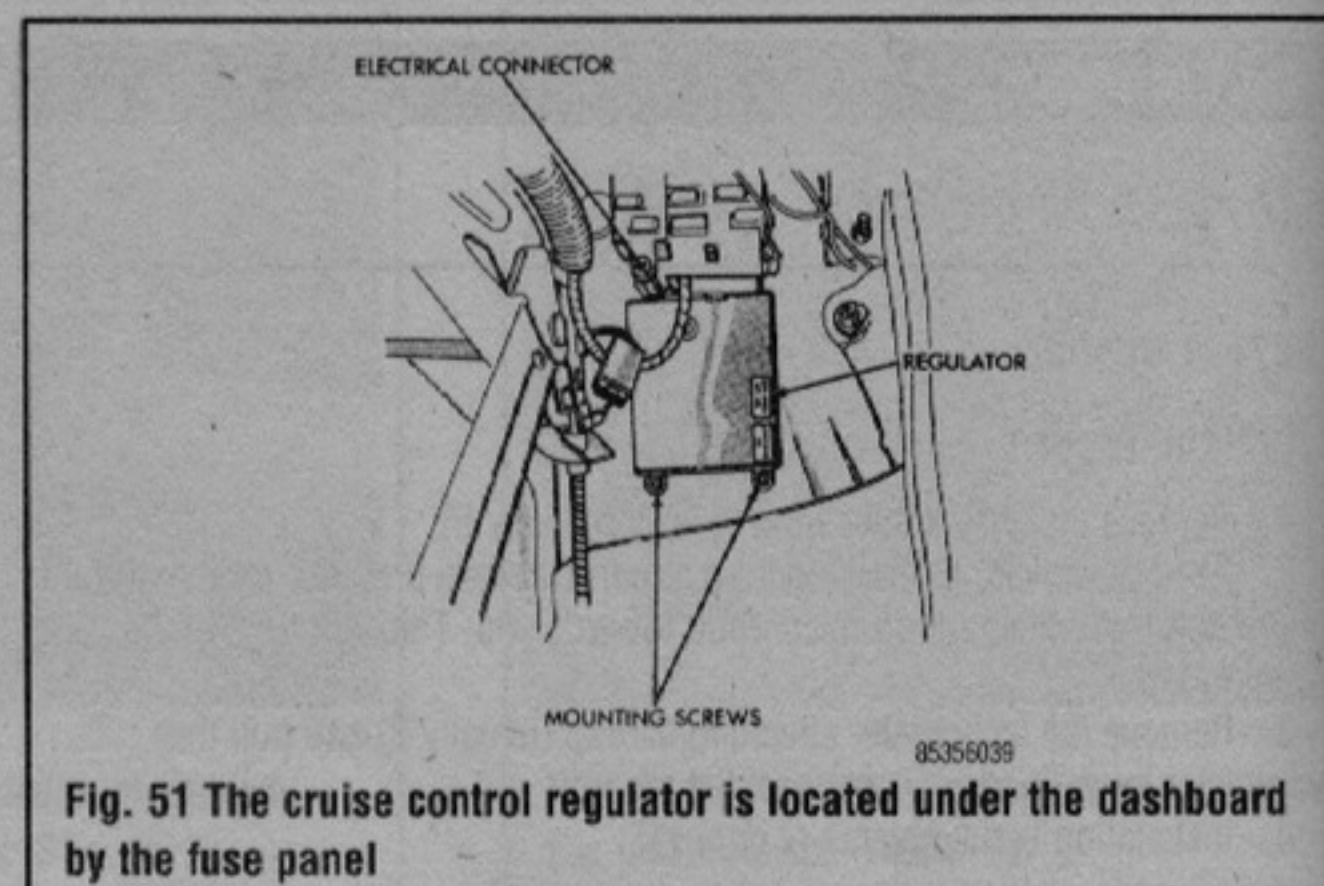 ELECTRICAL CONNECTOR
REGULATOR
MOUNTING SCREWS
85356039
Fig. 51 The cruise control regulator is located under the dashboard
by the fuse panel